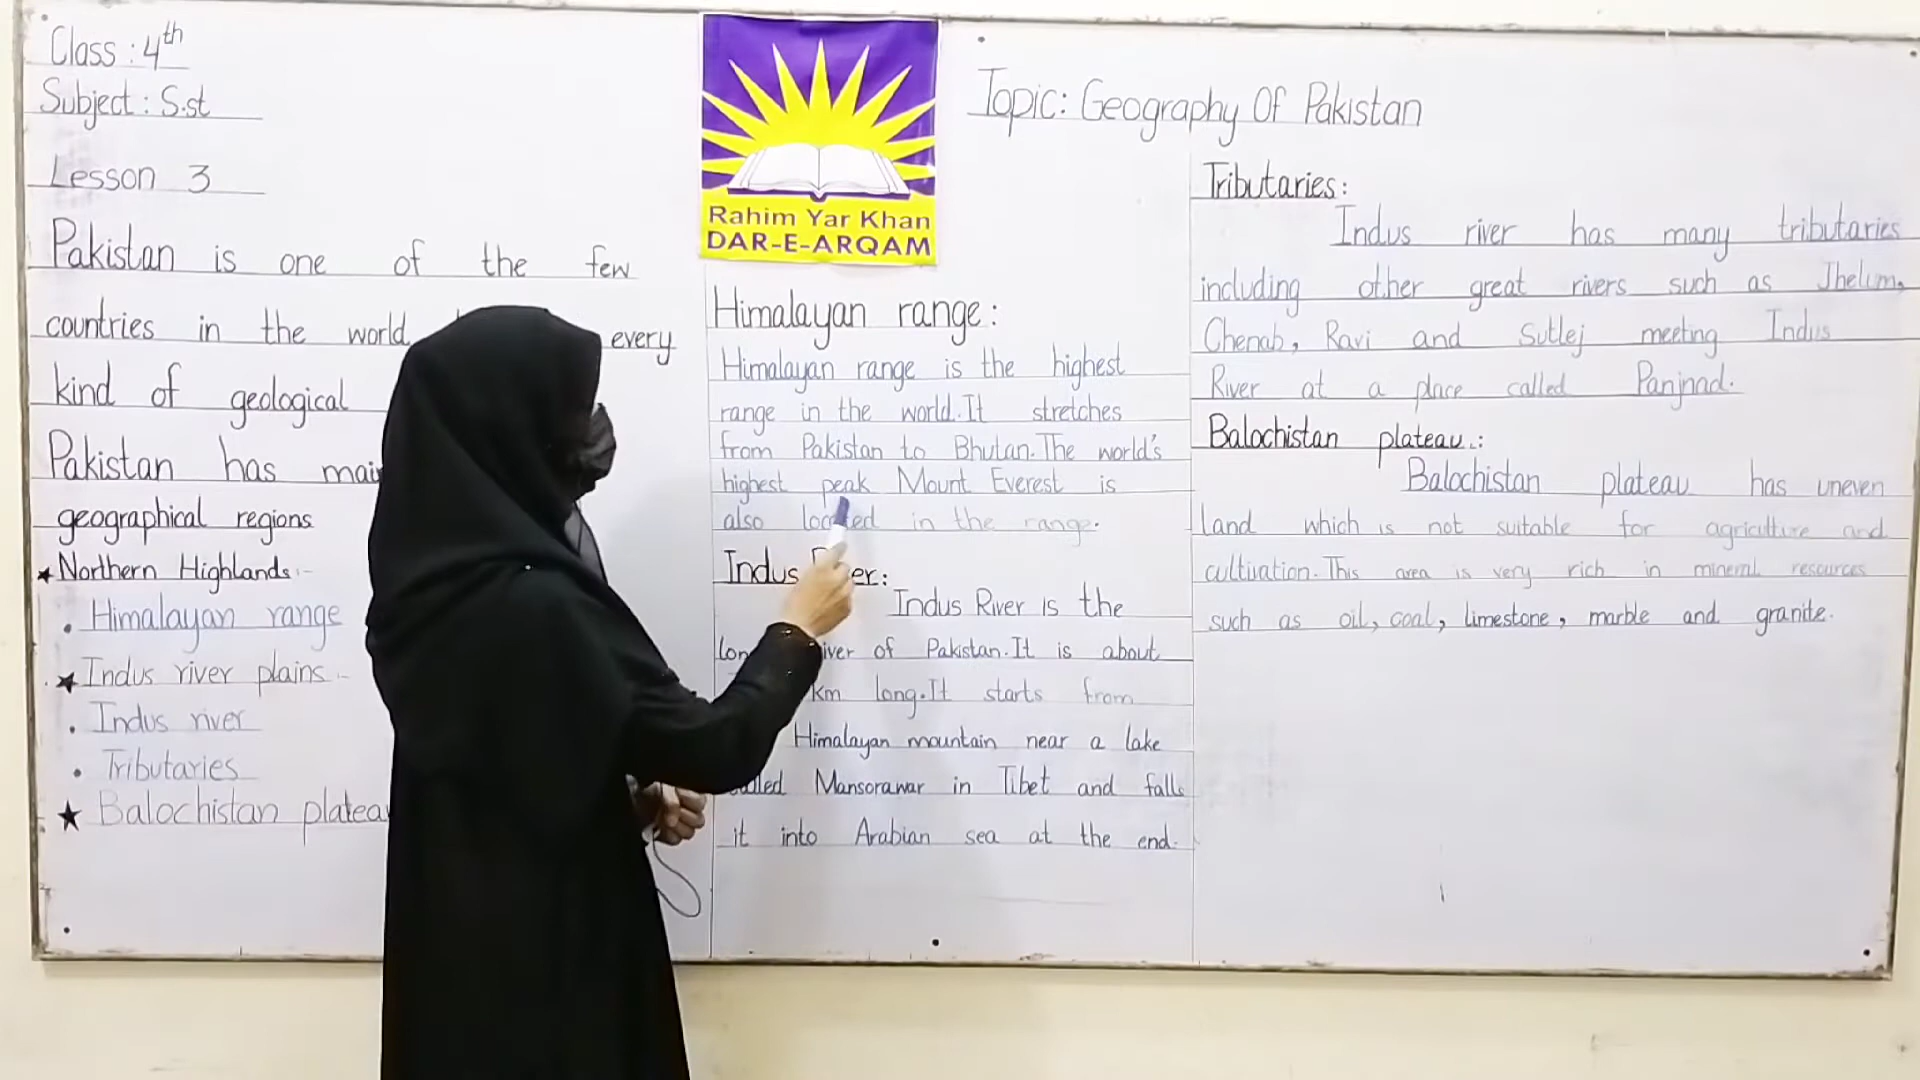 Class : 4th
Subject : S.st
Lesson 3
Pakistan is one of the few
countries in the world every
kind of geological
Pakistan has
geographical regions
Northern Highlands:-
Himalayan range
Indus river plains:-
Indus river
Tributaries
Balochistan
Rahim Yar Khan
DAR-E-ARQAM
Himalayan range:
Himalayan range is the highest
range in the world. It stretches
from Pakistan to Bhutan. The world's
highest peak Mount Everest is
also located in the range.
Indus
Indus River is the
of Pakistan. It is about
km long. It starts from
Himalayan mountain near a lake
Mansorawar in Tibet and falls
it into Arabian sea at the end.
Topic: Geography Of Pakistan
Tributaries:
Indus river has many tributaries
including other great rivers such as Jhelum,
Chenab, Ravi and Sutlej meeting Indus
River at a place called Panjnad.
Balochistan plateau.:
Balochistan plateau has uneven
land which is not suitable for agriculture and
cultivation. This area is very rich in mineral resources
such as oil, coal, limestone, marble and granite.